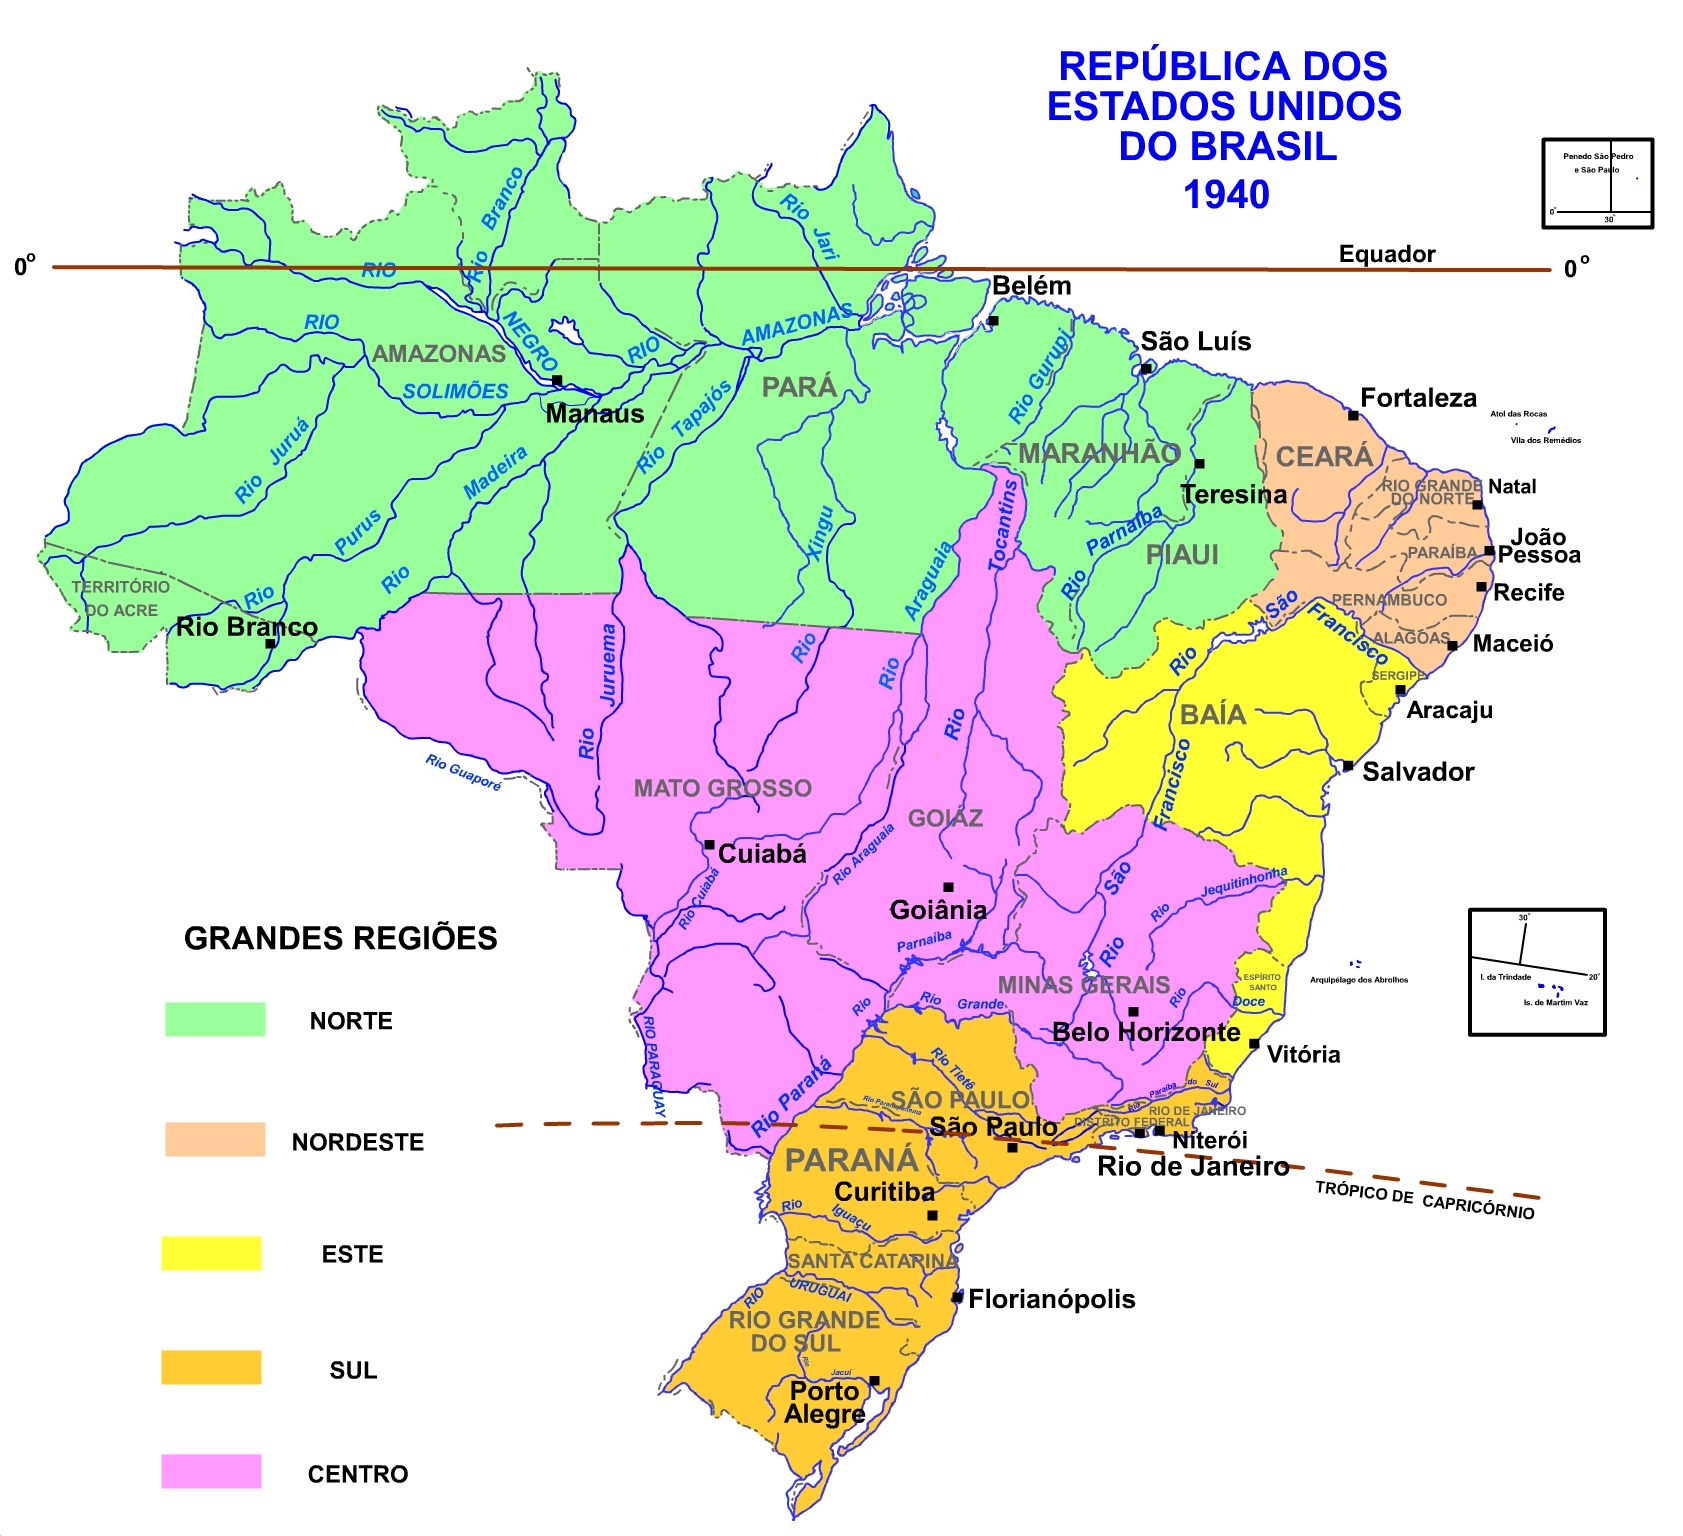 REPÚBLICA DOS
ESTADOS UNIDOS
DO BRASIL
1940
Penedo São Pedro
e São Paulo
0°
30°
0º
Equador
0º
Rio Branco
Rio Jari
RIO
NEGRO
RIO
SOLIMÕES
AMAZONAS
RIO
AMAZONAS
Manaus
PARÁ
Belém
Rio Gurupi
São Luís
Rio Tapajós
Rio Juruá
Rio Madeira
Rio Purus
Xingu
Rio
MARANHÃO
Teresina
Rio Parnaíba
PIAUI
CEARÁ
Fortaleza
Atol das Rocas
Vila dos Remédios
RIO GRANDE
DO NORTE
Natal
João
Pessoa
PARAÍBA
PERNAMBUCO
Recife
ALAGOAS
Maceió
SERGIPE
Aracaju
TERRITÓRIO
DO ACRE
Rio Branco
Rio Juruema
Rio Araguaia
Rio Tocantins
Rio São Francisco
BAÍA
Salvador
Rio Guaporé
MATO GROSSO
Cuiabá
Rio Cuiabá
GOIÁZ
Goiânia
Rio Araguaia
Rio São Francisco
Rio Jequitinhonha
Parnaíba
MINAS GERAIS
Belo Horizonte
Rio Grande
Rio Doce
ESPÍRITO
SANTO
Vitória
Arquipélago dos Abrolhos
30°
20°
I. da Trindade
Is. de Martim Vaz
RIO PARAGUAY
Rio Paraná
Rio Tietê
SÃO PAULO
Rio Paranapanema
São Paulo
Rio Paraíba do Sul
RIO DE JANEIRO
DISTRITO FEDERAL
Niterói
Rio de Janeiro
TRÓPICO DE CAPRICÓRNIO
PARANÁ
Curitiba
Rio Iguaçu
SANTA CATARINA
Florianópolis
RIO URUGUAI
RIO GRANDE
DO SUL
Rio Jacuí
Porto
Alegre
GRANDES REGIÕES
NORTE
NORDESTE
ESTE
SUL
CENTRO